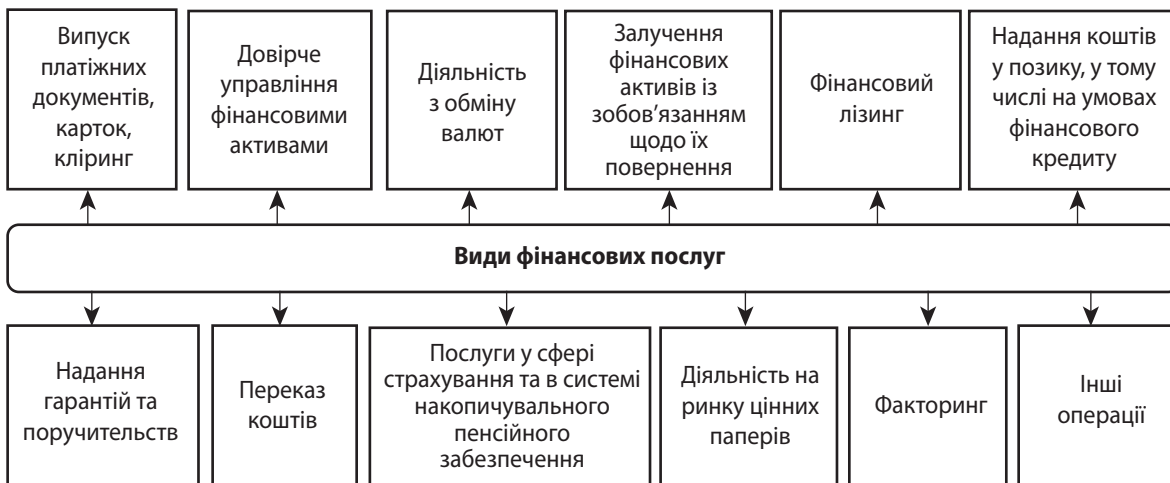 Випуск
платіжних
документів,
карток,
кліринг
Довірче
управління
фінансовими
активами
Діяльність
з обміну
валют
Залучення
фінансових
активів із
зобов’язанням
щодо їх
повернення
Фінансовий
лізинг
Надання коштів
у позику, у тому
числі на умовах
фінансового
кредиту
Види фінансових послуг
Надання
гарантій та
поручительств
Переказ
коштів
Послуги у сфері
страхування та в системі
накопичувального
пенсійного
забезпечення
Діяльність на
ринку цінних
паперів
Факторинг
Інші
операції